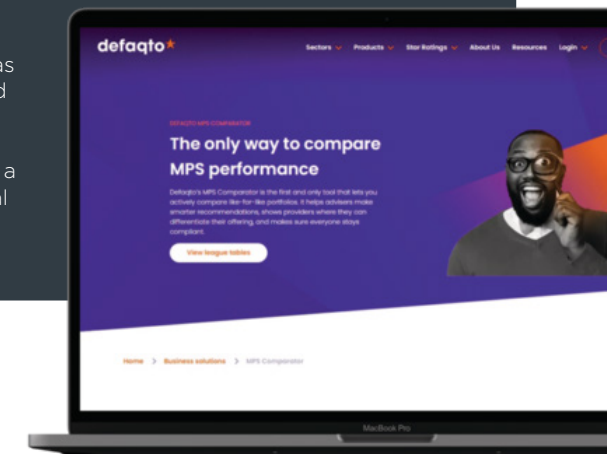 as
d
a
al
defaqto
Sectors Products Star Ratings About Us Resources Login
DEFAQTO MPS COMPARATOR
The only way to compare
MPS performance
Defaqto's MPS Comparator is the first and only tool that lets you
actively compare like-for-like portfolios. It helps advisers make
smarter recommendations, shows providers where they can
differentiate their offering, and makes sure everyone stays
compliant.
View league tables
Home > Business solutions > MPS Comparator
MacBook Pro